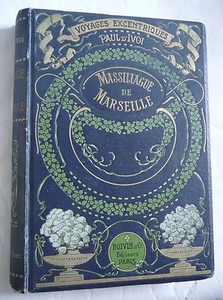 VOYAGES EXCENTRIQUES
PAUL D'IVOI
MASSILIAGUE
DE
MARSEILLE
BOIVIN & Cie
Editeurs
PARIS